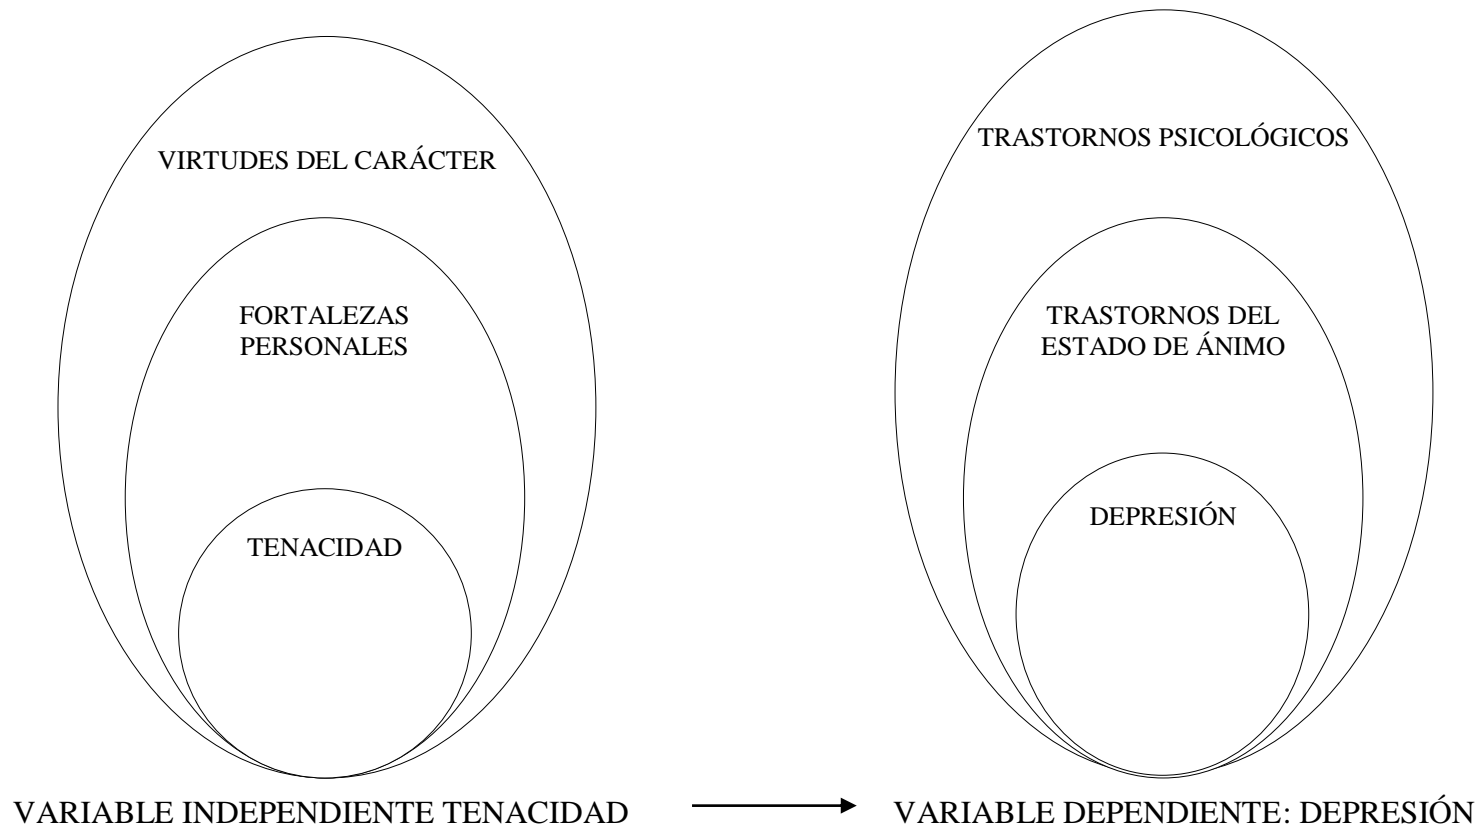 VIRTUDES DEL CARÁCTER
FORTALEZAS
PERSONALES
TENACIDAD
VARIABLE INDEPENDIENTE TENACIDAD
TRASTORNOS PSICOLÓGICOS
TRASTORNOS DEL
ESTADO DE ÁNIMO
DEPRESIÓN
VARIABLE DEPENDIENTE: DEPRESIÓN